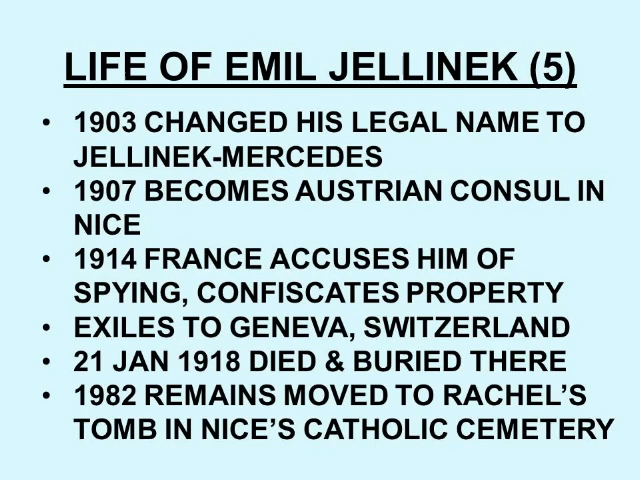 LIFE OF EMIL JELLINEK (5)
• 1903 CHANGED HIS LEGAL NAME TO
JELLINEK-MERCEDES
• 1907 BECOMES AUSTRIAN CONSUL IN
NICE
• 1914 FRANCE ACCUSES HIM OF
SPYING, CONFISCATES PROPERTY
• EXILES TO GENEVA, SWITZERLAND
• 21 JAN 1918 DIED & BURIED THERE
• 1982 REMAINS MOVED TO RACHEL’S
TOMB IN NICE’S CATHOLIC CEMETERY